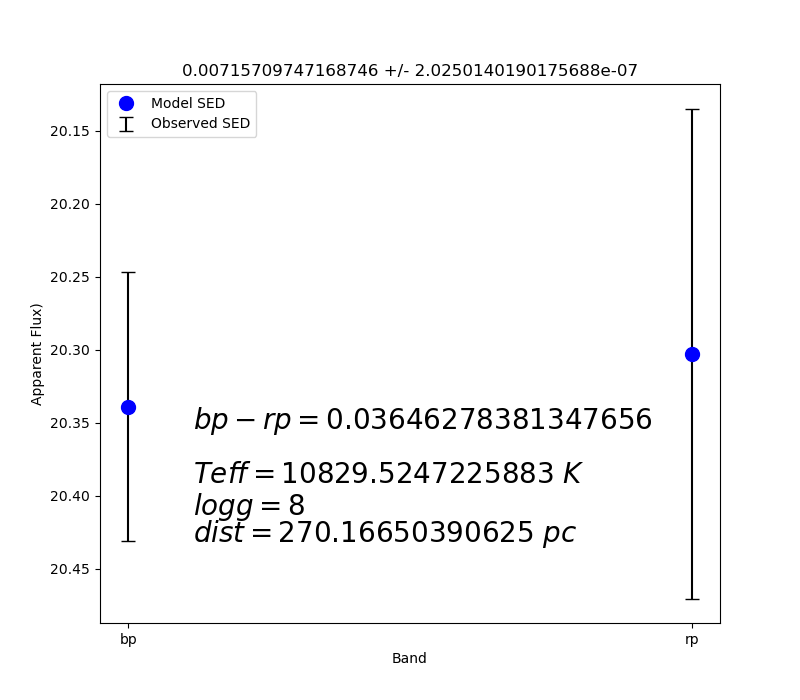 0.00715709747168746 +/- 2.0250140190175688e-07
Model SED
Observed SED
20.15
20.20
20.25
20.30
20.35
20.40
20.45
Apparent Flux)
bp − rp = 0.03646278381347656
Teff = 10829.5247225883 K
logg = 8
dist = 270.16650390625 pc
bp
rp
Band